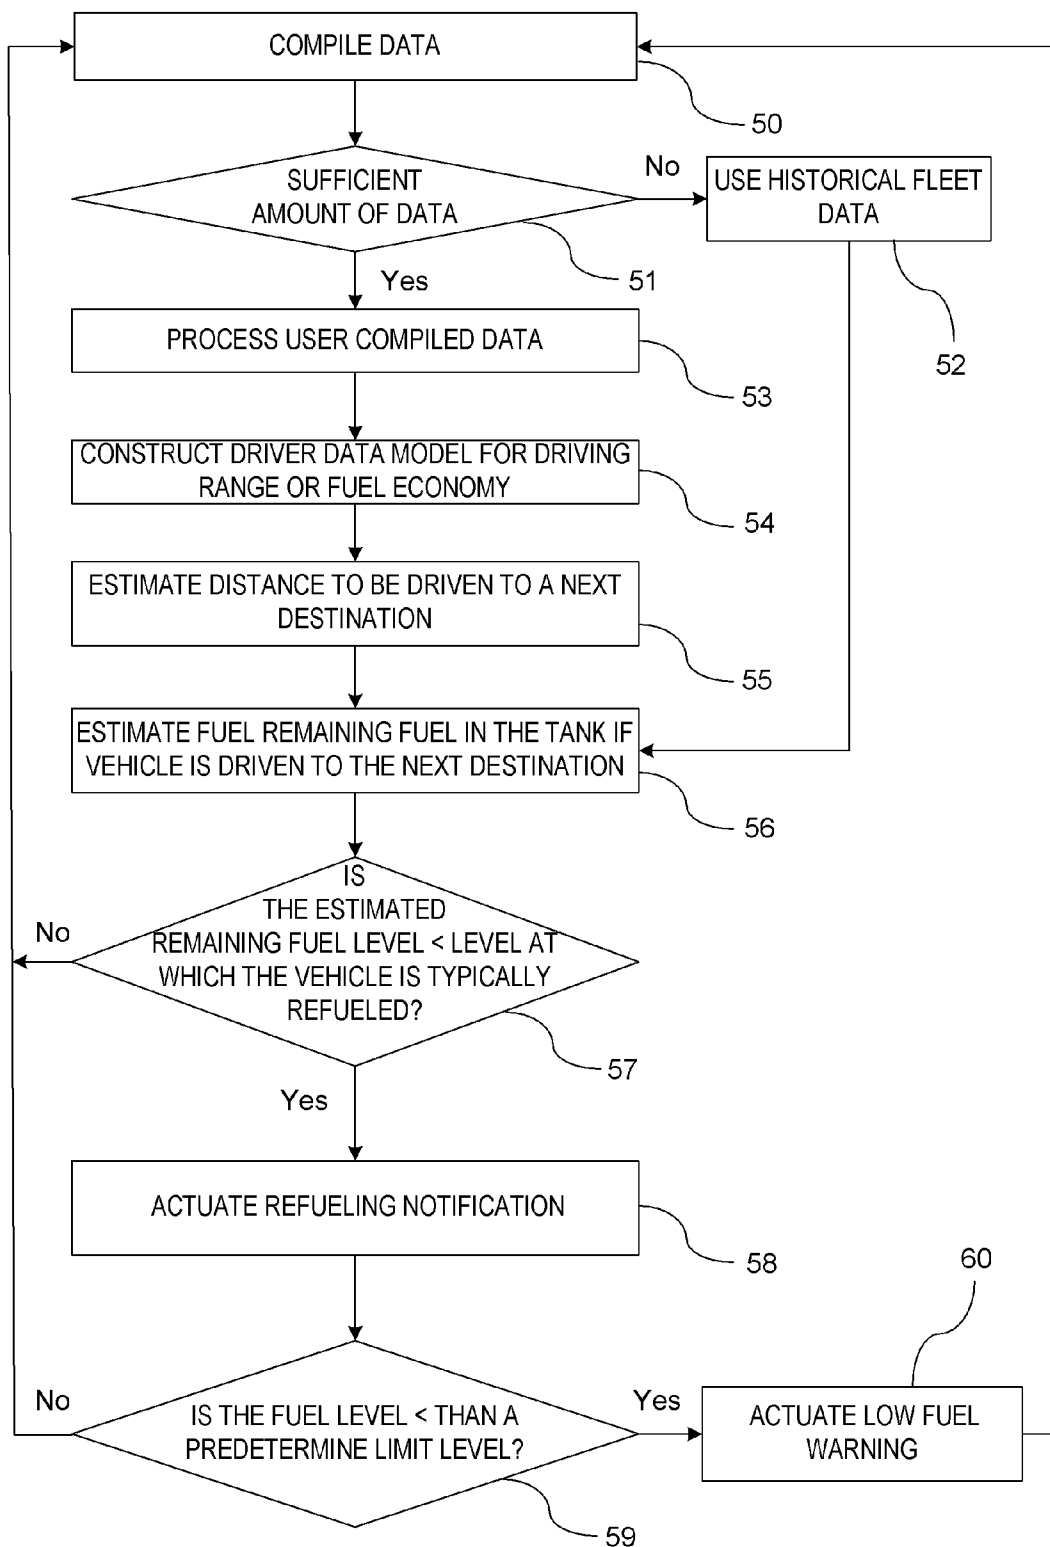 COMPILE DATA
50
SUFFICIENT
AMOUNT OF DATA
No
USE HISTORICAL FLEET
DATA
51
Yes
52
PROCESS USER COMPILED DATA
53
CONSTRUCT DRIVER DATA MODEL FOR DRIVING
RANGE OR FUEL ECONOMY
54
ESTIMATE DISTANCE TO BE DRIVEN TO A NEXT
DESTINATION
55
ESTIMATE FUEL REMAINING FUEL IN THE TANK IF
VEHICLE IS DRIVEN TO THE NEXT DESTINATION
56
IS
THE ESTIMATED
REMAINING FUEL LEVEL < LEVEL AT
WHICH THE VEHICLE IS TYPICALLY
REFUELED?
No
57
Yes
ACTUATE REFUELING NOTIFICATION
58
60
No
IS THE FUEL LEVEL < THAN A
PREDETERMINE LIMIT LEVEL?
Yes
ACTUATE LOW FUEL
WARNING
59